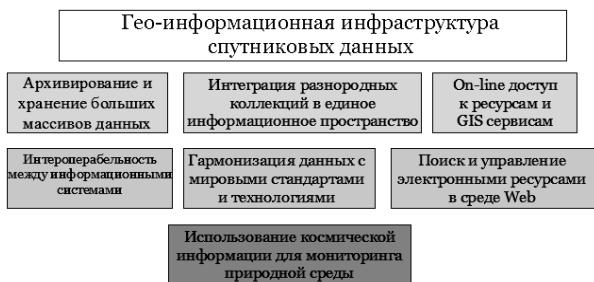 Гео-информационная инфраструктура
спутниковых данных
Архивирование и
хранение больших
массивов данных
Интеграция разнородных
коллекций в единое
информационное пространство
On-line доступ
к ресурсам и
GIS сервисам
Интероперабельность
между информационными
системами
Гармонизация данных с
мировыми стандартами
и технологиями
Поиск и управление
электронными ресурсами
в среде Web
Использование космической
информации для мониторинга
природной среды